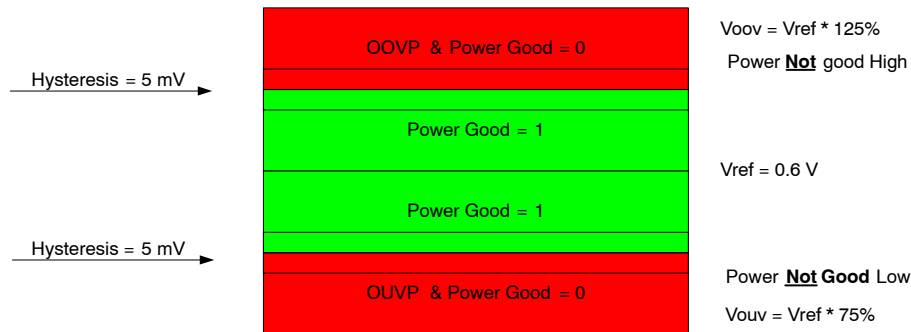 Voov = Vref * 125%
OOVP & Power Good = 0
Power Not good High
Hysteresis = 5 mV
Power Good = 1
Vref = 0.6 V
Power Good = 1
Hysteresis = 5 mV
Power Not Good Low
OUVP & Power Good = 0
Vouv = Vref * 75%